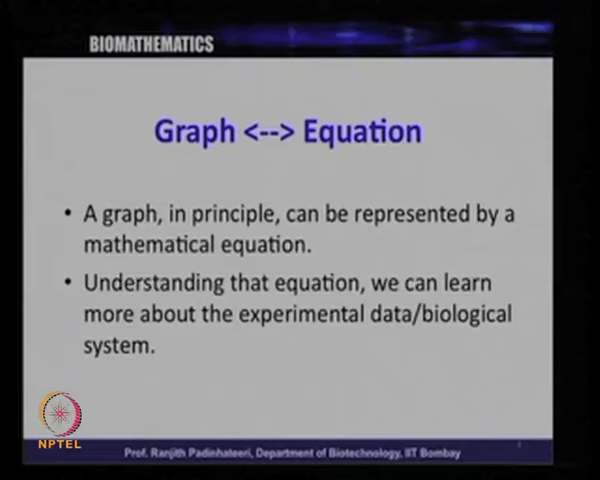 BIOMATHEMATICS
Graph <--> Equation
• A graph, in principle, can be represented by a
mathematical equation.
• Understanding that equation, we can learn
more about the experimental data/biological
system.
NPTEL
Prof. Ranjith Padinhateeri, Department of Biotechnology, IIT Bombay